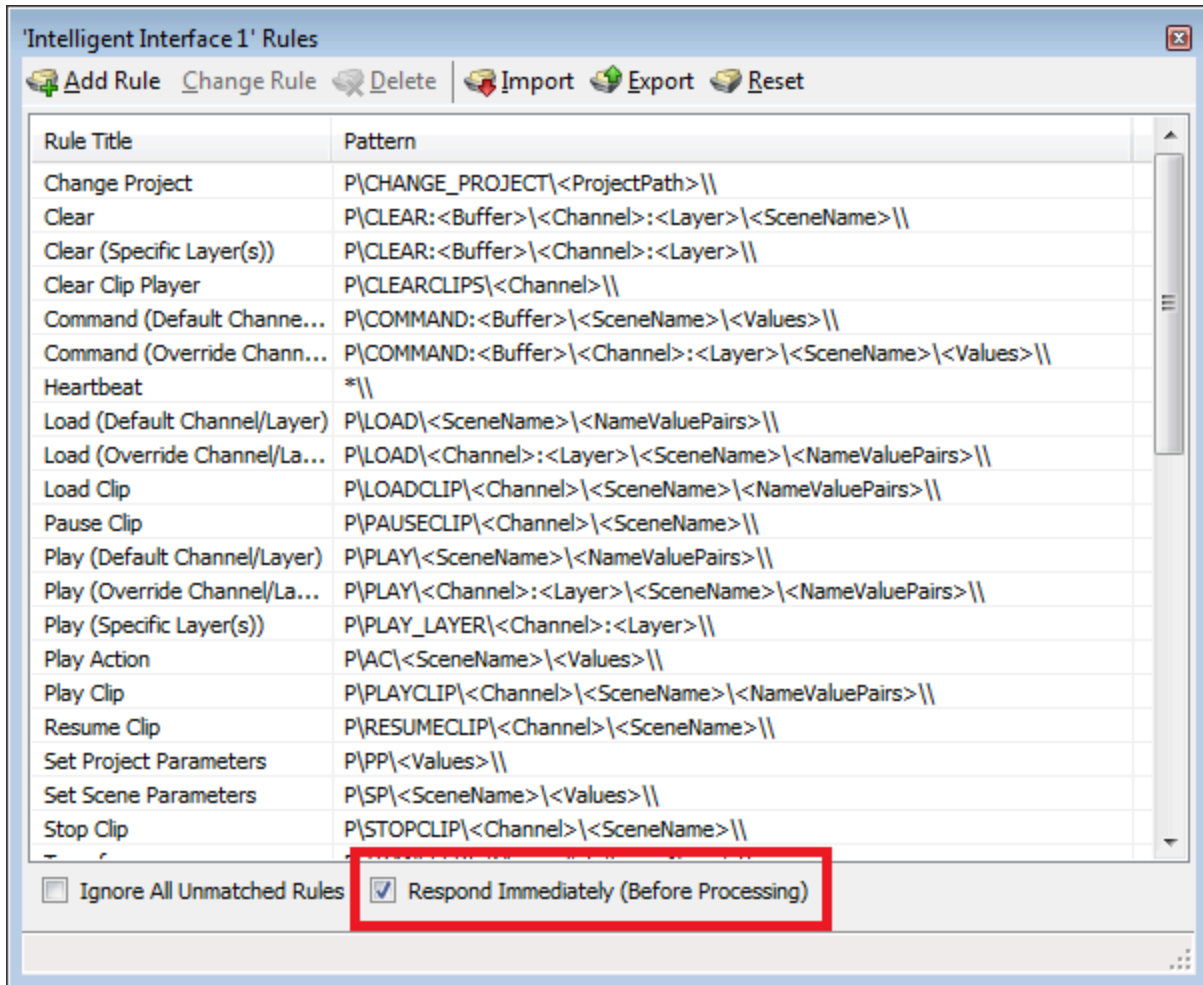 'Intelligent Interface 1' Rules
Add Rule Change Rule Delete Import Export Reset
Rule Title Pattern
Change Project P\CHANGE_PROJECT\<ProjectPath>\\
Clear P\CLEAR:<Buffer>\<Channel>:<Layer>\<SceneName>\\
Clear (Specific Layer(s)) P\CLEAR:<Buffer>\<Channel>:<Layer>\\
Clear Clip Player P\CLEARCLIPS\<Channel>\\
Command (Default Channe... P\COMMAND:<Buffer>\<SceneName>\<Values>\\
Command (Override Chann... P\COMMAND:<Buffer>\<Channel>:<Layer>\<SceneName>\<Values>\\
Heartbeat *\\
Load (Default Channel/Layer) P\LOAD\<SceneName>\<NameValuePairs>\\
Load (Override Channel/La... P\LOAD\<Channel>:<Layer>\<SceneName>\<NameValuePairs>\\
Load Clip P\LOADCLIP\<Channel>\<SceneName>\<NameValuePairs>\\
Pause Clip P\PAUSECLIP\<Channel>\<SceneName>\\
Play (Default Channel/Layer) P\PLAY\<SceneName>\<NameValuePairs>\\
Play (Override Channel/La... P\PLAY\<Channel>:<Layer>\<SceneName>\<NameValuePairs>\\
Play (Specific Layer(s)) P\PLAY_LAYER\<Channel>:<Layer>\\
Play Action P\AC\<SceneName>\<Values>\\
Play Clip P\PLAYCLIP\<Channel>\<SceneName>\<NameValuePairs>\\
Resume Clip P\RESUMECLIP\<Channel>\<SceneName>\\
Set Project Parameters P\PP\<Values>\\
Set Scene Parameters P\SP\<SceneName>\<Values>\\
Stop Clip P\STOPCLIP\<Channel>\<SceneName>\\
Ignore All Unmatched Rules Respond Immediately (Before Processing)